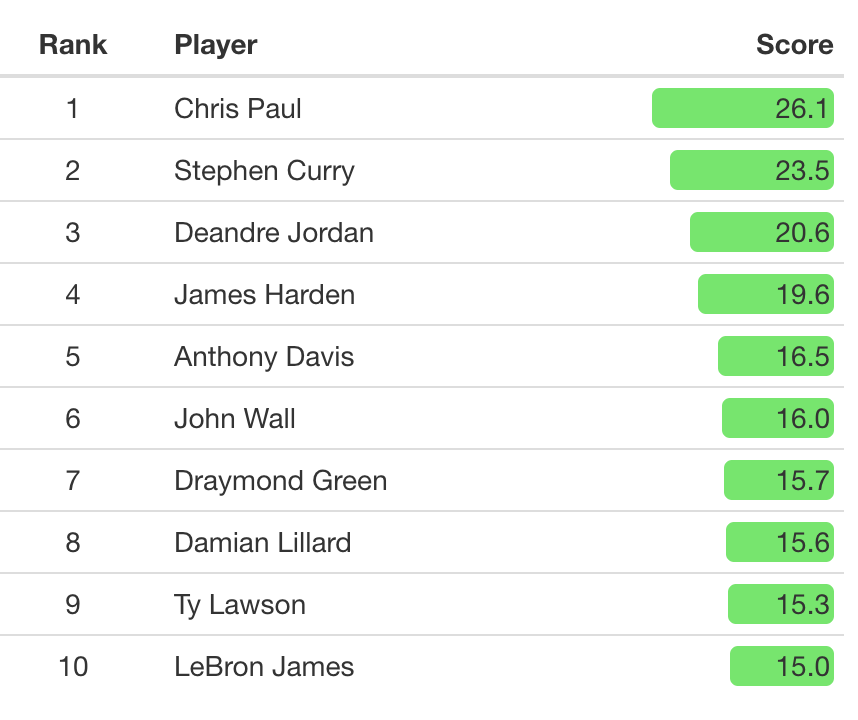 Rank Player Score
1 Chris Paul 26.1
2 Stephen Curry 23.5
3 Deandre Jordan 20.6
4 James Harden 19.6
5 Anthony Davis 16.5
6 John Wall 16.0
7 Draymond Green 15.7
8 Damian Lillard 15.6
9 Ty Lawson 15.3
10 LeBron James 15.0